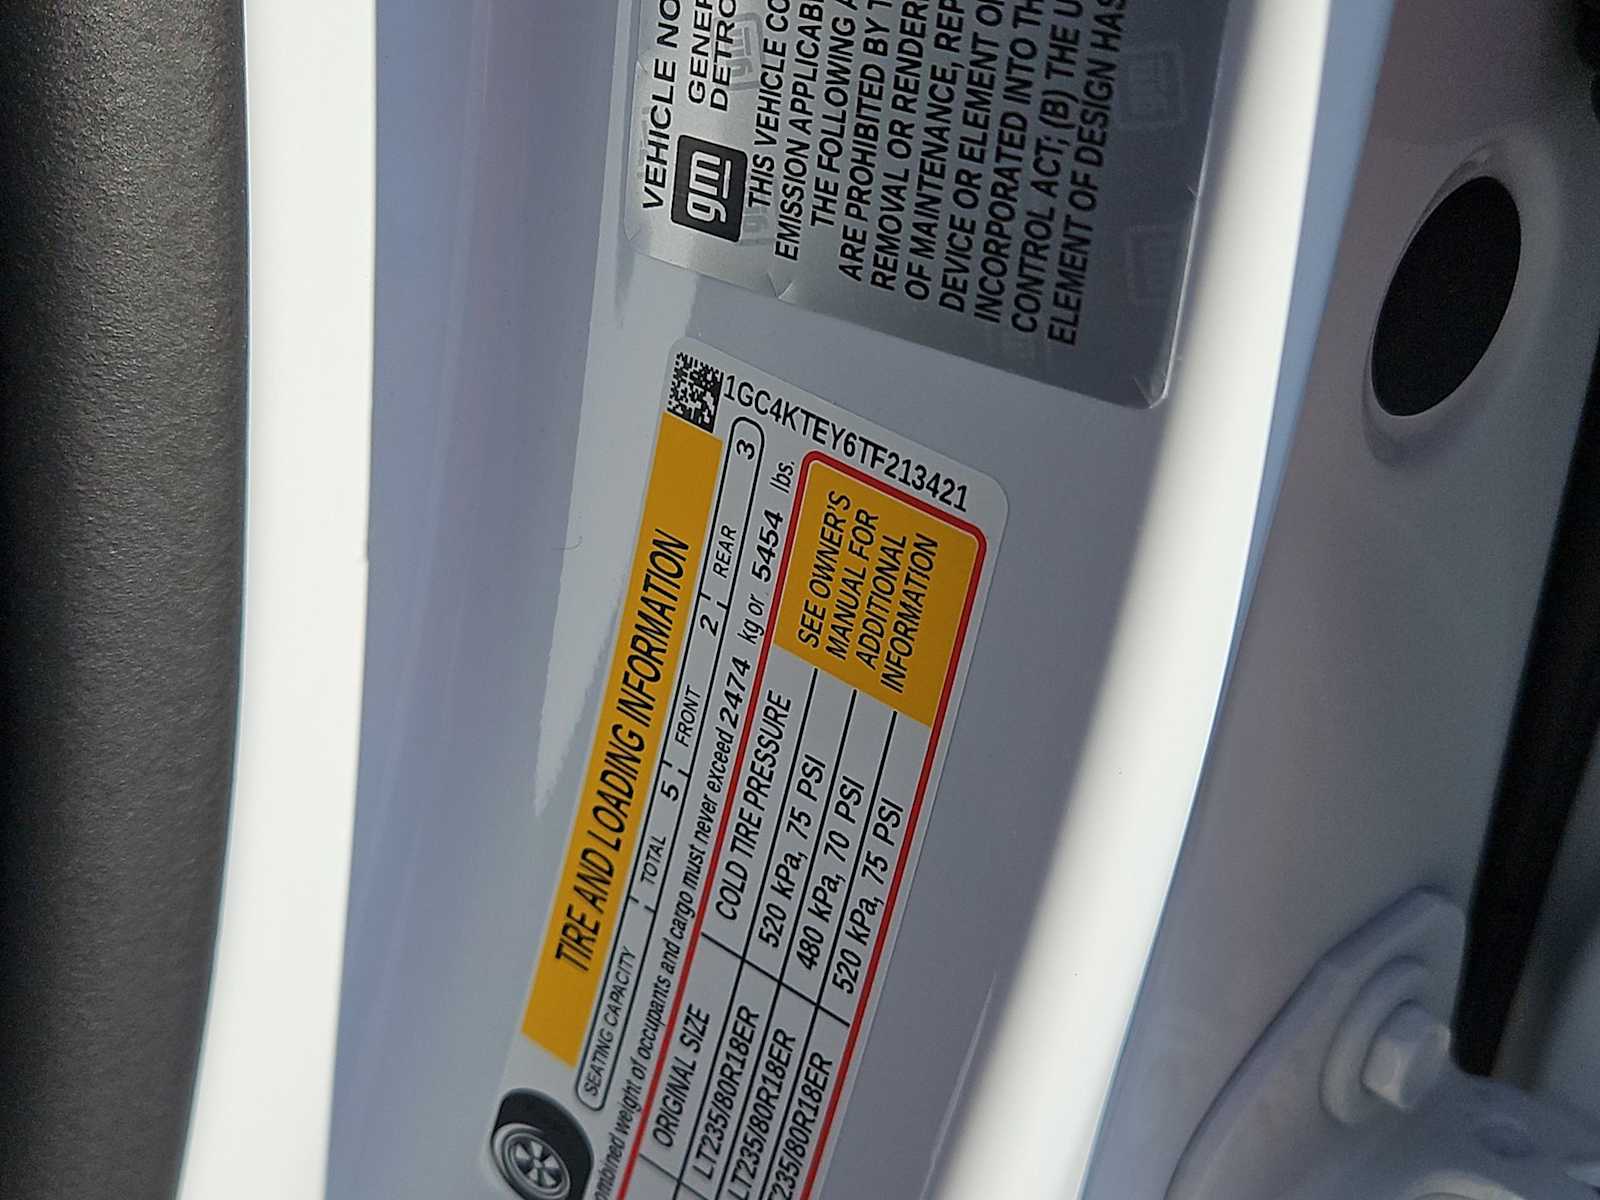 VEHICLE NO
gm
GENER
DETRO
THIS VEHICLE CO
EMISSION APPLICAB
THE FOLLOWING A
ARE PROHIBITED BY T
REMOVAL OR RENDER
OF MAINTENANCE, REP
DEVICE OR ELEMENT O
INCORPORATED INTO TH
CONTROL ACT; (B) THE U
ELEMENT OF DESIGN HAS
TIRE AND LOADING INFORMATION
1GC4KTEY6TF213421
SEATING CAPACITY TOTAL 5 FRONT 2 REAR 3
ombined weight of occupants and cargo must never exceed 2474 kg or 5454 lbs.
ORIGINAL SIZE COLD TIRE PRESSURE
LT235/80R18ER 520 kPa, 75 PSI
LT235/80R18ER 480 kPa, 70 PSI
T235/80R18ER 520 kPa, 75 PSI
SEE OWNER'S
MANUAL FOR
ADDITIONAL
INFORMATION